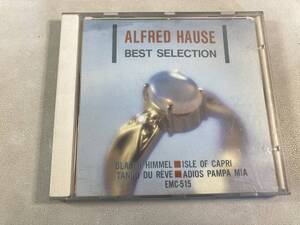 ALFRED HAUSE
BEST SELECTION
BLAUER HIMMEL ■ ISLE OF CAPRI
TANGO DU RÊVE ■ ADIOS PAMPA MIA
EMC-515